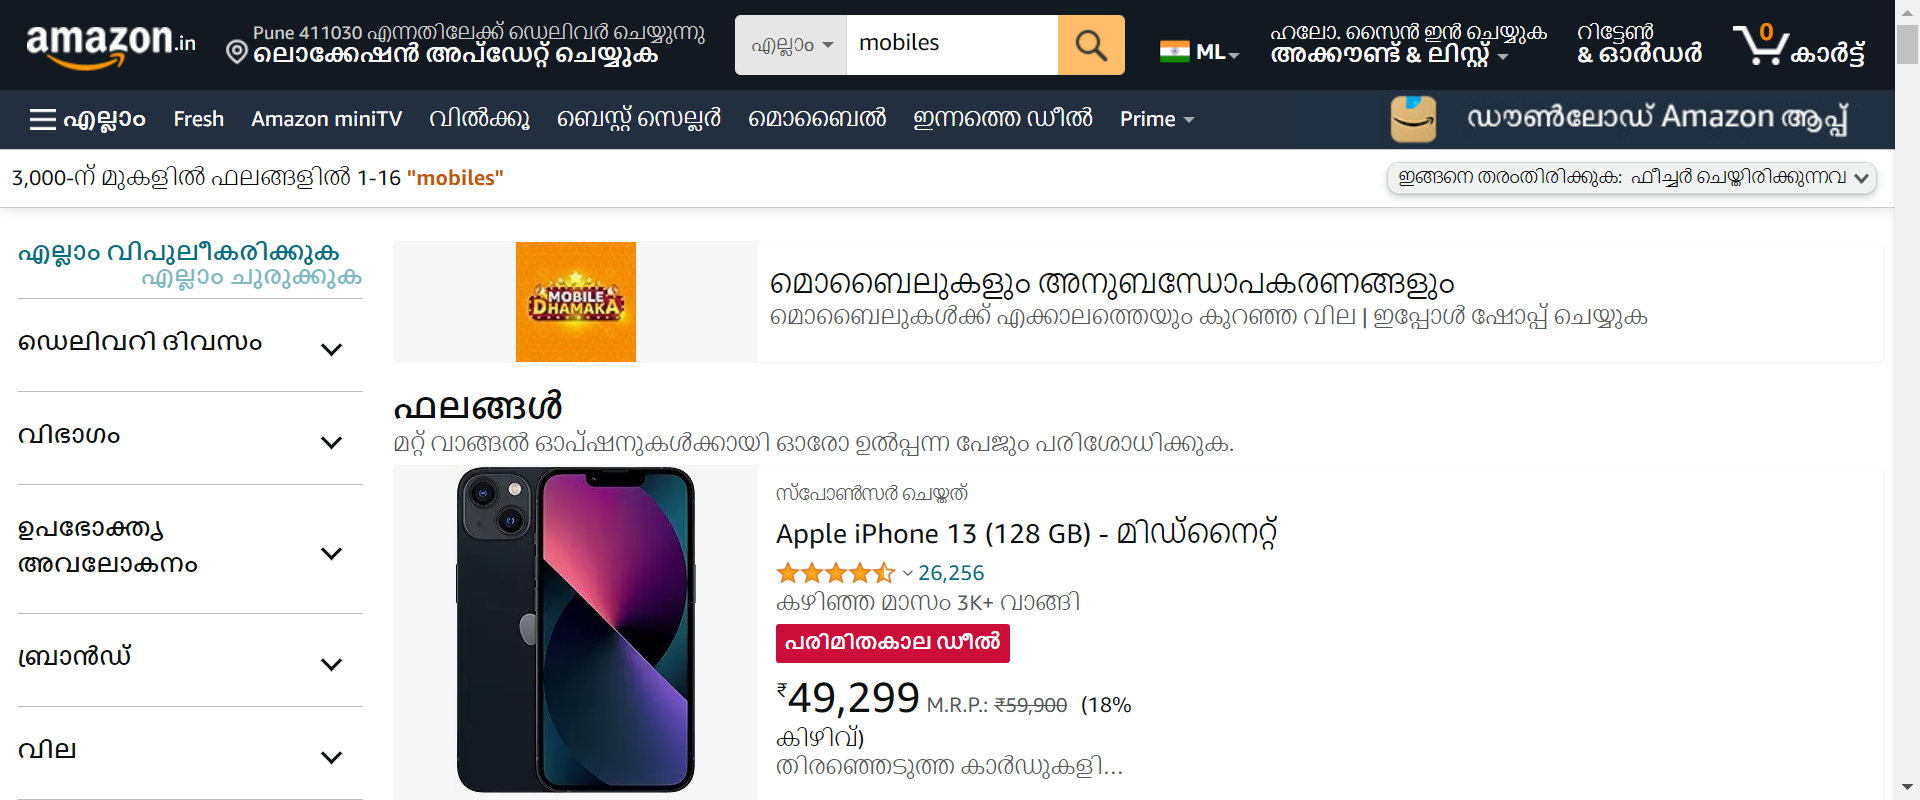 amazon.in
Pune 411030 എന്നതിലേക്ക് ഡെലിവർ ചെയ്യുന്നു
ലൊക്കേഷൻ അപ്ഡേറ്റ് ചെയ്യുക
എല്ലാം
mobiles
ML
ഹലോ. സൈൻ ഇൻ ചെയ്യുക
അക്കൗണ്ട് & ലിസ്റ്റ്
റിട്ടേൺ
& ഓർഡർ
0
കാർട്ട്
എല്ലാം Fresh Amazon miniTV വിൽക്കൂ ബെസ്റ്റ് സെല്ലർ മൊബൈൽ ഇന്നത്തെ ഡീൽ Prime
ഡൗൺലോഡ് Amazon ആപ്പ്
3,000-ന് മുകളിൽ ഫലങ്ങളിൽ 1-16 "mobiles"
ഇങ്ങനെ തരംതിരിക്കുക: ഫീച്ചർ ചെയ്തിരിക്കുന്നവ
എല്ലാം വിപുലീകരിക്കുക
എല്ലാം ചുരുക്കുക
ഡെലിവറി ദിവസം
വിഭാഗം
ഉപഭോക്തൃ
അവലോകനം
ബ്രാൻഡ്
വില
MOBILE
DHAMAKA
മൊബൈലുകളും അനുബന്ധോപകരണങ്ങളും
മൊബൈലുകൾക്ക് എക്കാലത്തെയും കുറഞ്ഞ വില | ഇപ്പോൾ ഷോപ്പ് ചെയ്യുക
ഫലങ്ങൾ
മറ്റ് വാങ്ങൽ ഓപ്ഷനുകൾക്കായി ഓരോ ഉൽപ്പന്ന പേജും പരിശോധിക്കുക.
സ്പോൺസർ ചെയ്തത്
Apple iPhone 13 (128 GB) - മിഡ്നൈറ്റ്
26,256
കഴിഞ്ഞ മാസം 3K+ വാങ്ങി
പരിമിതകാല ഡീൽ
₹49,299 M.R.P.: ₹59,900 (18%
കിഴിവ്)
തിരഞ്ഞെടുത്ത കാർഡുകളി...